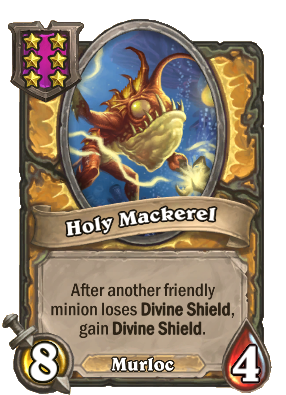 Holy Mackerel
After another friendly
minion loses Divine Shield,
gain Divine Shield.
8
Murloc
4